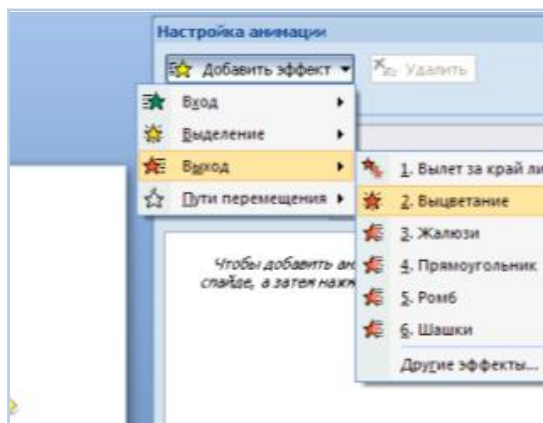 Настройка анимации
Добавить эффект
Удалить
Вход
Выделение
Выход
Пути перемещения
1. Вылет за край ли
2. Выцветание
3. Жалюзи
4. Прямоугольник
5. Ромб
6. Шашки
Другие эффекты...
Чтобы добавить ан
слайде, а затем нажм